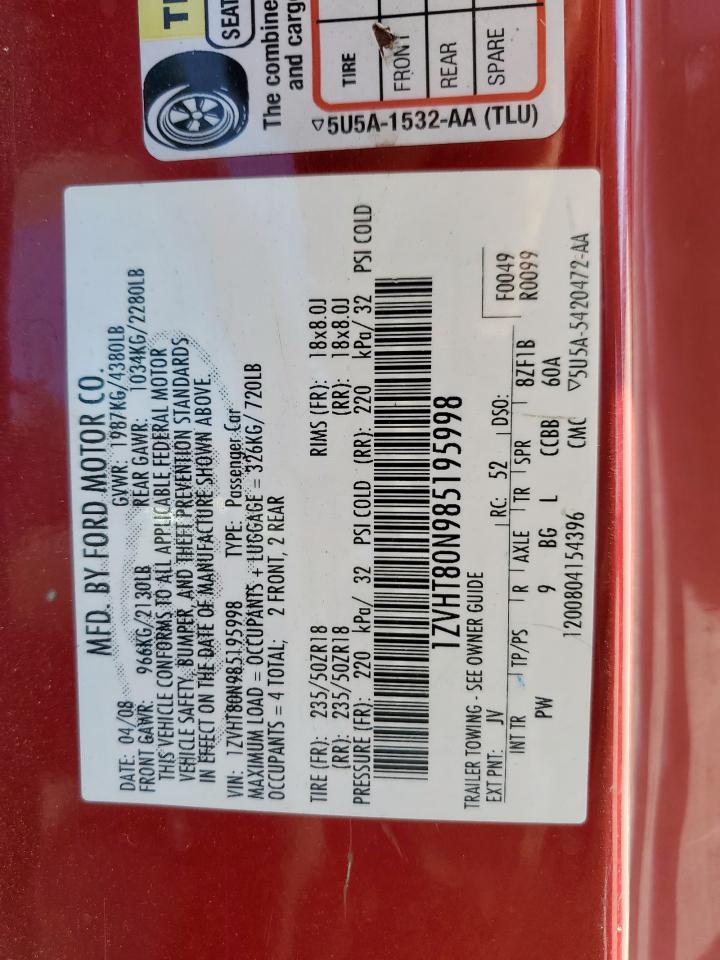 MFD. BY FORD MOTOR CO.
DATE: 04/08 GVWR: 1987KG/4380LB
FRONT GAWR: 966KG/2130LB REAR GAWR: 1034KG/2280LB
THIS VEHICLE CONFORMS TO ALL APPLICABLE FEDERAL MOTOR
VEHICLE SAFETY, BUMPER, AND THEFT PREVENTION STANDARDS
IN EFFECT ON THE DATE OF MANUFACTURE SHOWN ABOVE.
VIN: 1ZVHT80N985195998 TYPE: Passenger Car
MAXIMUM LOAD = OCCUPANTS + LUGGAGE = 326KG/ 720LB
OCCUPANTS = 4 TOTAL; 2 FRONT, 2 REAR
TIRE (FR): 235/50ZR18 RIMS (FR): 18x8.0J
(RR): 235/50ZR18 (RR): 18x8.0J
PRESSURE (FR): 220 kPa/ 32 PSI COLD (RR): 220 kPa/ 32 PSI COLD
1ZVHT80N985195998
TRAILER TOWING - SEE OWNER GUIDE F0049
EXT PNT: JV RC: 52 DSO: R0099
INT TR TP/PS R AXLE TR SPR 8ZF1B
PW 9 BG L CCBB 60A
1200804154396 CMC ▽5U5A-5420472-AA
TI
SEAT
The combine
and carg
TIRE
FRONT
REAR
SPARE
▽5U5A-1532-AA (TLU)